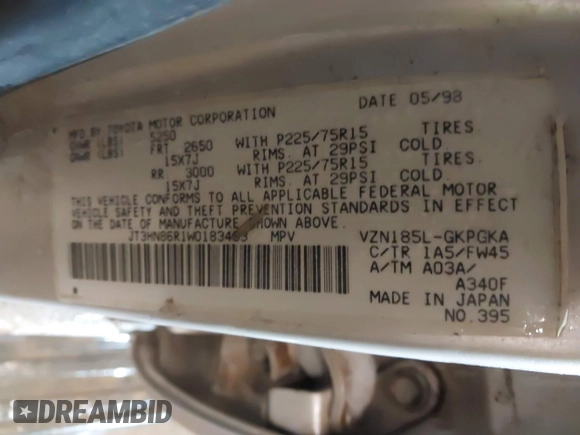 MFD BY TOYOTA MOTOR CORPORATION DATE 05/98
GVWR (LBS) 5250
GAWR (LBS) FRT 2650 WITH P225/75R15 TIRES
15X7J RIMS. AT 29PSI COLD
RR 3000 WITH P225/75R15 TIRES
15X7J RIMS. AT 29PSI COLD
THIS VEHICLE CONFORMS TO ALL APPLICABLE FEDERAL MOTOR
VEHICLE SAFETY AND THEFT PREVENTION STANDARDS IN EFFECT
ON THE DATE OF MANUFACTURE SHOWN ABOVE.
MPV VZN185L-GKPGKA
C/TR 1A5/FW45
A/TM A03A/
A340F
MADE IN JAPAN
NO.395
DREAMBID